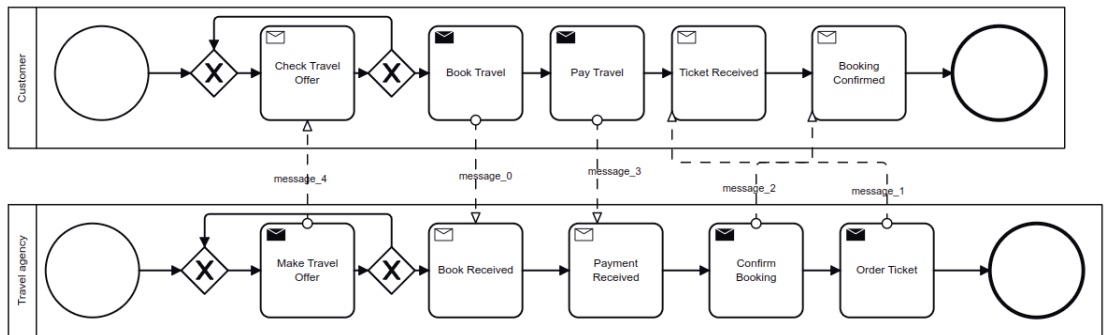 Customer
Check Travel
Offer
Book Travel
Pay Travel
Ticket Received
Booking
Confirmed
message_4
message_0
message_3
message_2
message_1
Travel agency
Make Travel
Offer
Book Received
Payment
Received
Confirm
Booking
Order Ticket